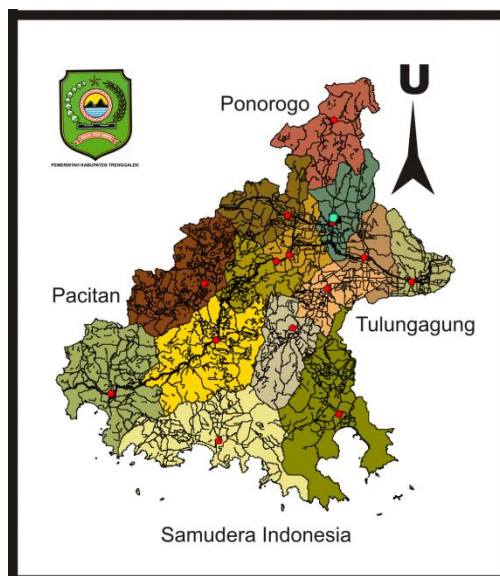 U
Ponorogo
PEMERINTAH KABUPATEN TRENGGALEK
Pacitan
Tulungagung
Samudera Indonesia